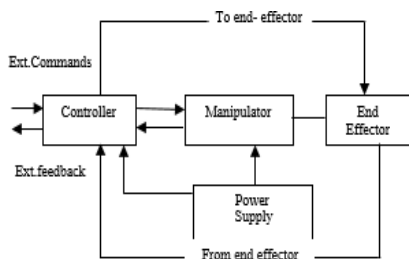 To end- effector
Ext.Commands
Controller
Manipulator
End
Effector
Ext.feedback
Power
Supply
From end effector